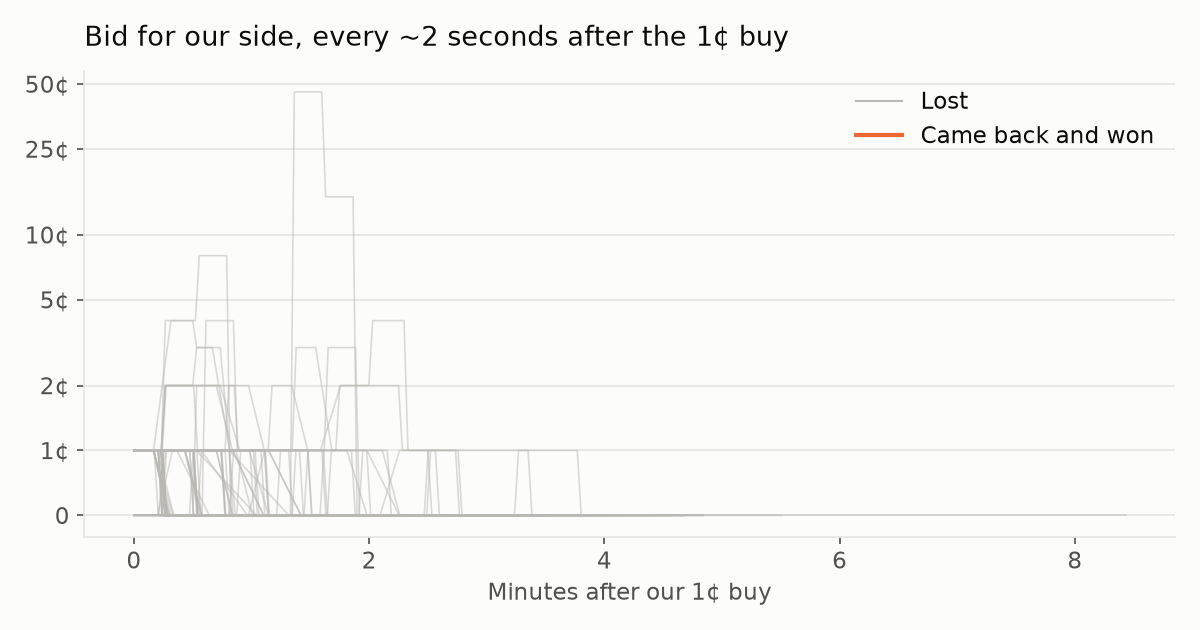 Bid for our side, every ~2 seconds after the 1¢ buy
50¢
25¢
10¢
5¢
2¢
1¢
0
Lost
Came back and won
0 2 4 6 8
Minutes after our 1¢ buy